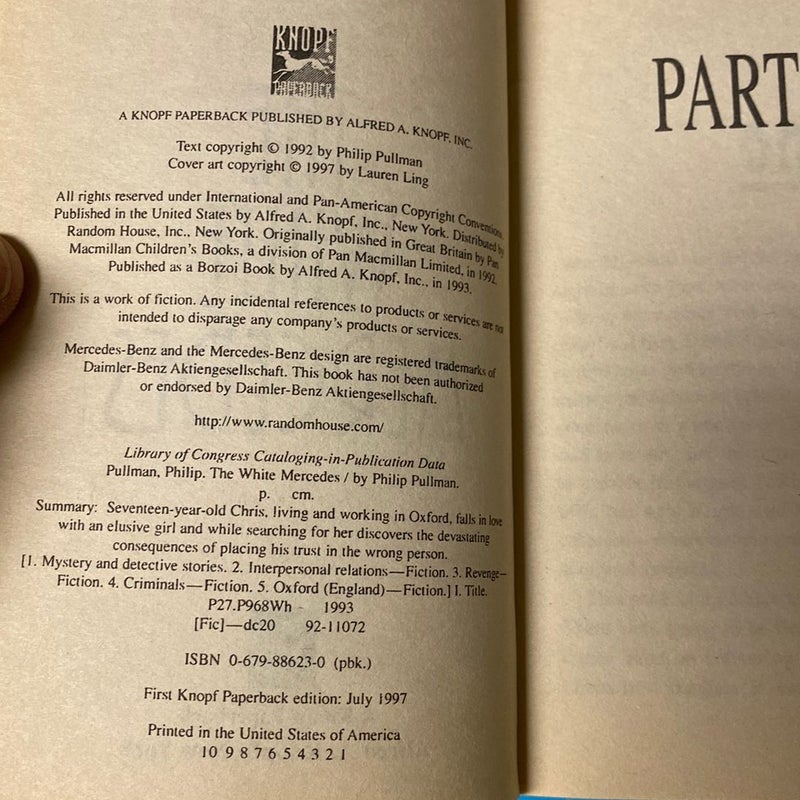 KNOPF
PAPERBACK
A KNOPF PAPERBACK PUBLISHED BY ALFRED A. KNOPF, INC.
Text copyright © 1992 by Philip Pullman
Cover art copyright © 1997 by Lauren Ling
All rights reserved under International and Pan-American Copyright Conventions.
Published in the United States by Alfred A. Knopf, Inc., New York. Distributed by
Random House, Inc., New York. Originally published in Great Britain by Pan
Macmillan Children's Books, a division of Pan Macmillan Limited, in 1992.
Published as a Borzoi Book by Alfred A. Knopf, Inc., in 1993.
This is a work of fiction. Any incidental references to products or services are not
intended to disparage any company's products or services.
Mercedes-Benz and the Mercedes-Benz design are registered trademarks of
Daimler-Benz Aktiengesellschaft. This book has not been authorized
or endorsed by Daimler-Benz Aktiengesellschaft.
http://www.randomhouse.com/
Library of Congress Cataloging-in-Publication Data
Pullman, Philip. The White Mercedes / by Philip Pullman.
p. cm.
Summary: Seventeen-year-old Chris, living and working in Oxford, falls in love
with an elusive girl and while searching for her discovers the devastating
consequences of placing his trust in the wrong person.
[1. Mystery and detective stories. 2. Interpersonal relations—Fiction. 3. Revenge—
Fiction. 4. Criminals—Fiction. 5. Oxford (England)—Fiction.] I. Title.
P27.P968Wh - 1993
[Fic]—dc20 92-11072
ISBN 0-679-88623-0 (pbk.)
First Knopf Paperback edition: July 1997
Printed in the United States of America
10 9 8 7 6 5 4 3 2 1
PART